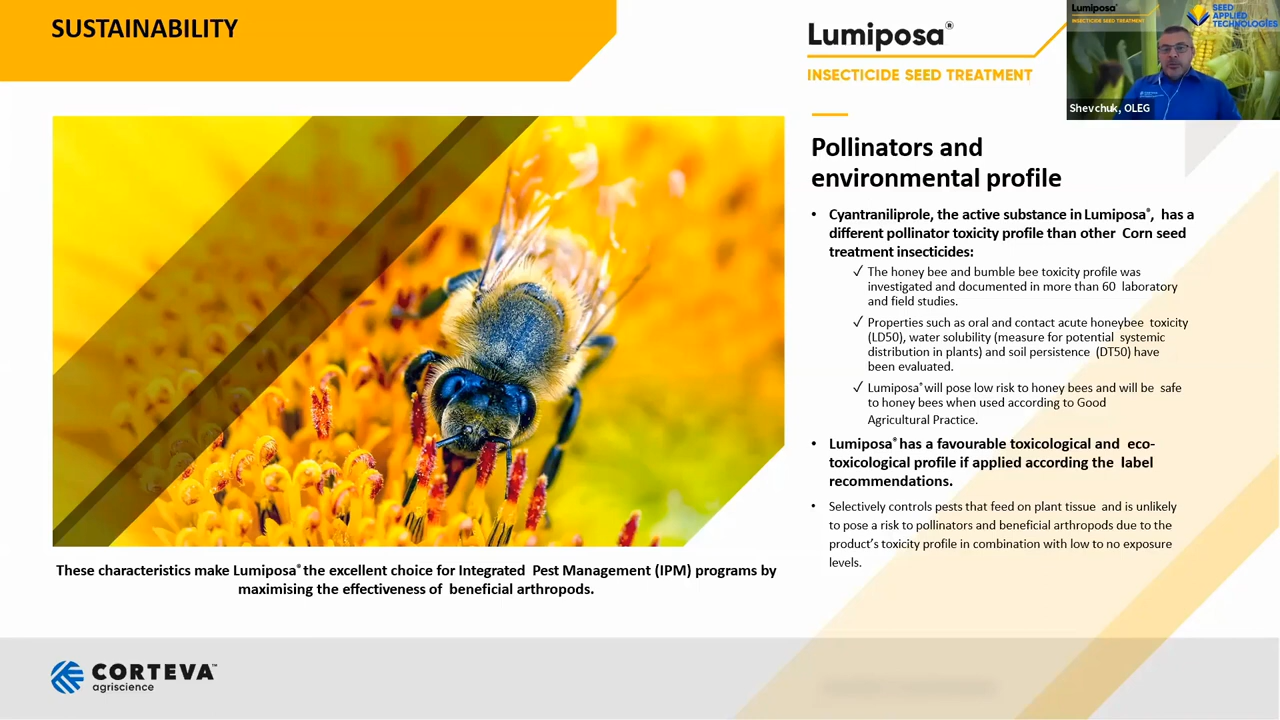 SUSTAINABILITY
Lumiposa®
INSECTICIDE SEED TREATMENT
Lumiposa®
INSECTICIDE SEED TREATMENT
SEED
APPLIED
TECHNOLOGIES
Shevchuk, OLEG
Pollinators and
environmental profile
• Cyantraniliprole, the active substance in Lumiposa®, has a
different pollinator toxicity profile than other Corn seed
treatment insecticides:
✓ The honey bee and bumble bee toxicity profile was
investigated and documented in more than 60 laboratory
and field studies.
✓ Properties such as oral and contact acute honeybee toxicity
(LD50), water solubility (measure for potential systemic
distribution in plants) and soil persistence (DT50) have
been evaluated.
✓ Lumiposa® will pose low risk to honey bees and will be safe
to honey bees when used according to Good
Agricultural Practice.
• Lumiposa® has a favourable toxicological and eco-
toxicological profile if applied according the label
recommendations.
• Selectively controls pests that feed on plant tissue and is unlikely
to pose a risk to pollinators and beneficial arthropods due to the
product's toxicity profile in combination with low to no exposure
levels.
These characteristics make Lumiposa® the excellent choice for Integrated Pest Management (IPM) programs by
maximising the effectiveness of beneficial arthropods.
CORTEVA™
agriscience